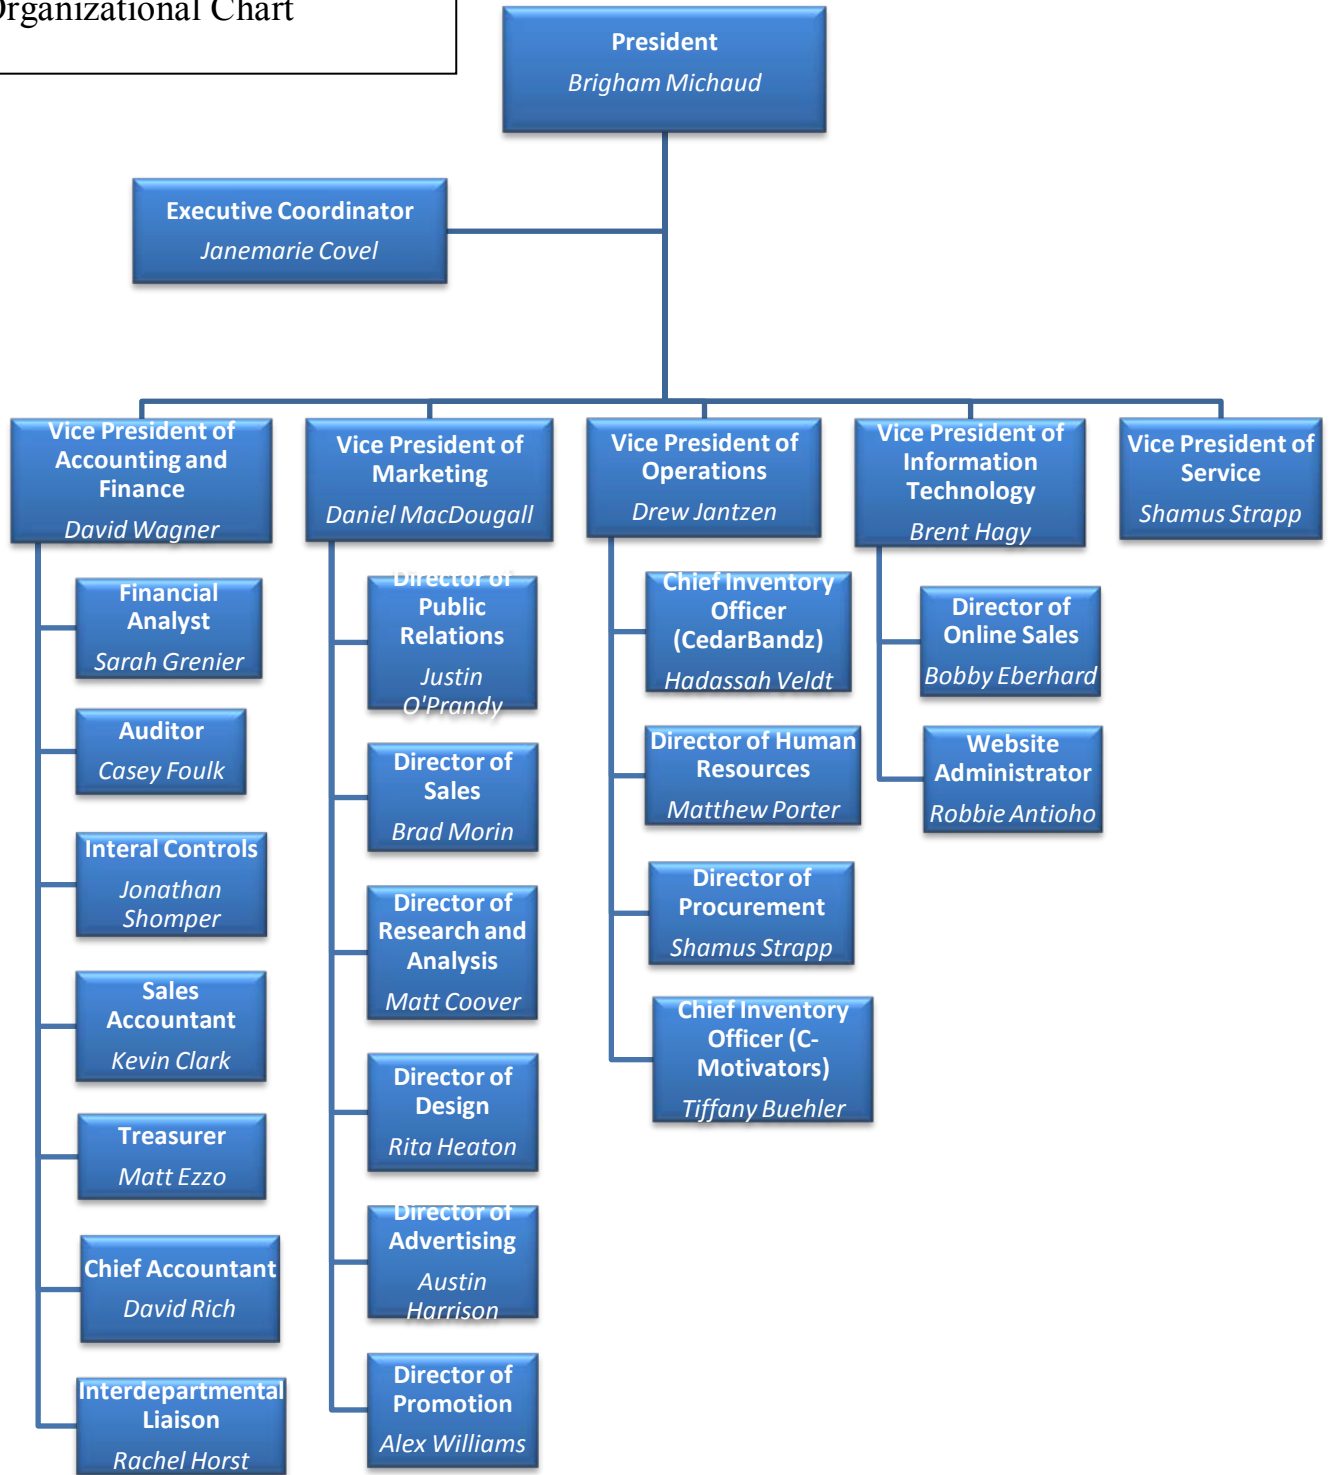 Organizational Chart
President
Brigham Michaud
Executive Coordinator
Janemarie Covel
Vice President of
Accounting and
Finance
David Wagner
Financial
Analyst
Sarah Grenier
Auditor
Casey Foulk
Interal Controls
Jonathan
Shomper
Sales
Accountant
Kevin Clark
Treasurer
Matt Ezzo
Chief Accountant
David Rich
Interdepartmental
Liaison
Rachel Horst
Vice President of
Marketing
Daniel MacDougall
Director of
Public
Relations
Justin
O'Prandy
Director of
Sales
Brad Morin
Director of
Research and
Analysis
Matt Coover
Director of
Design
Rita Heaton
Director of
Advertising
Austin
Harrison
Director of
Promotion
Alex Williams
Vice President of
Operations
Drew Jantzen
Chief Inventory
Officer
(CedarBandz)
Hadassah Veldt
Director of Human
Resources
Matthew Porter
Director of
Procurement
Shamus Strapp
Chief Inventory
Officer (C-
Motivators)
Tiffany Buehler
Vice President of
Information
Technology
Brent Hagy
Director of
Online Sales
Bobby Eberhard
Website
Administrator
Robbie Antioho
Vice President of
Service
Shamus Strapp